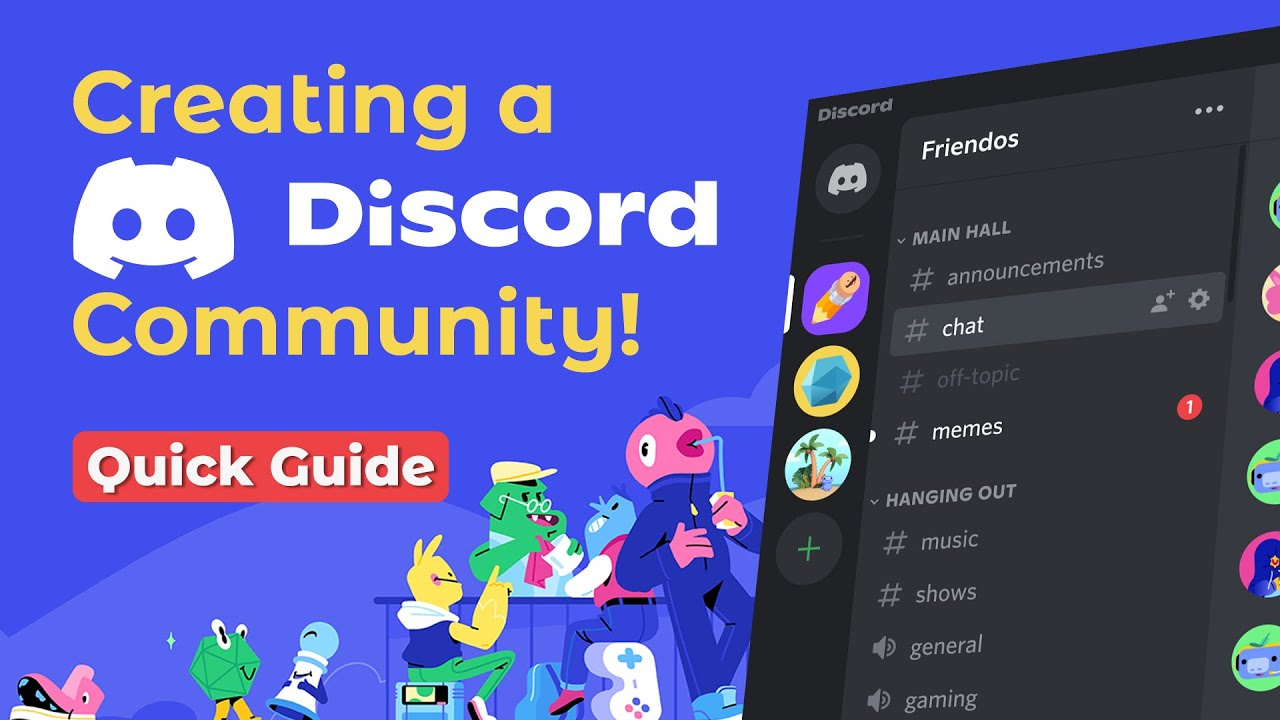 Creating a
Discord
Community!
Quick Guide
Discord
Friendos
MAIN HALL
# announcements
# chat
# off-topic
# memes
1
HANGING OUT
# music
# shows
general
gaming